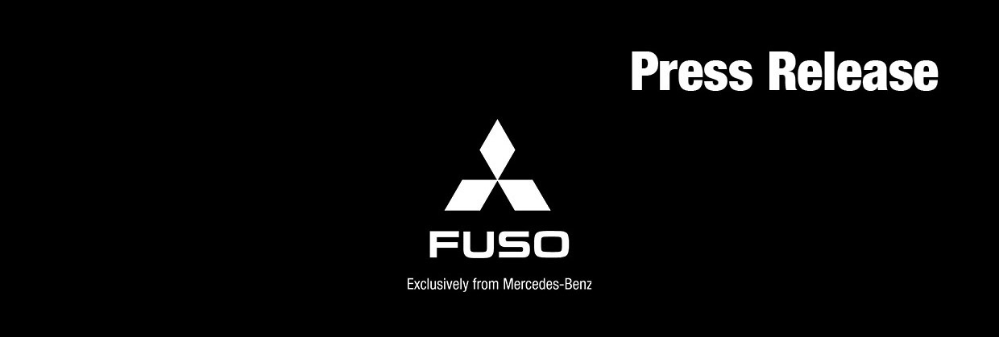 Press Release
FUSO
Exclusively from Mercedes-Benz